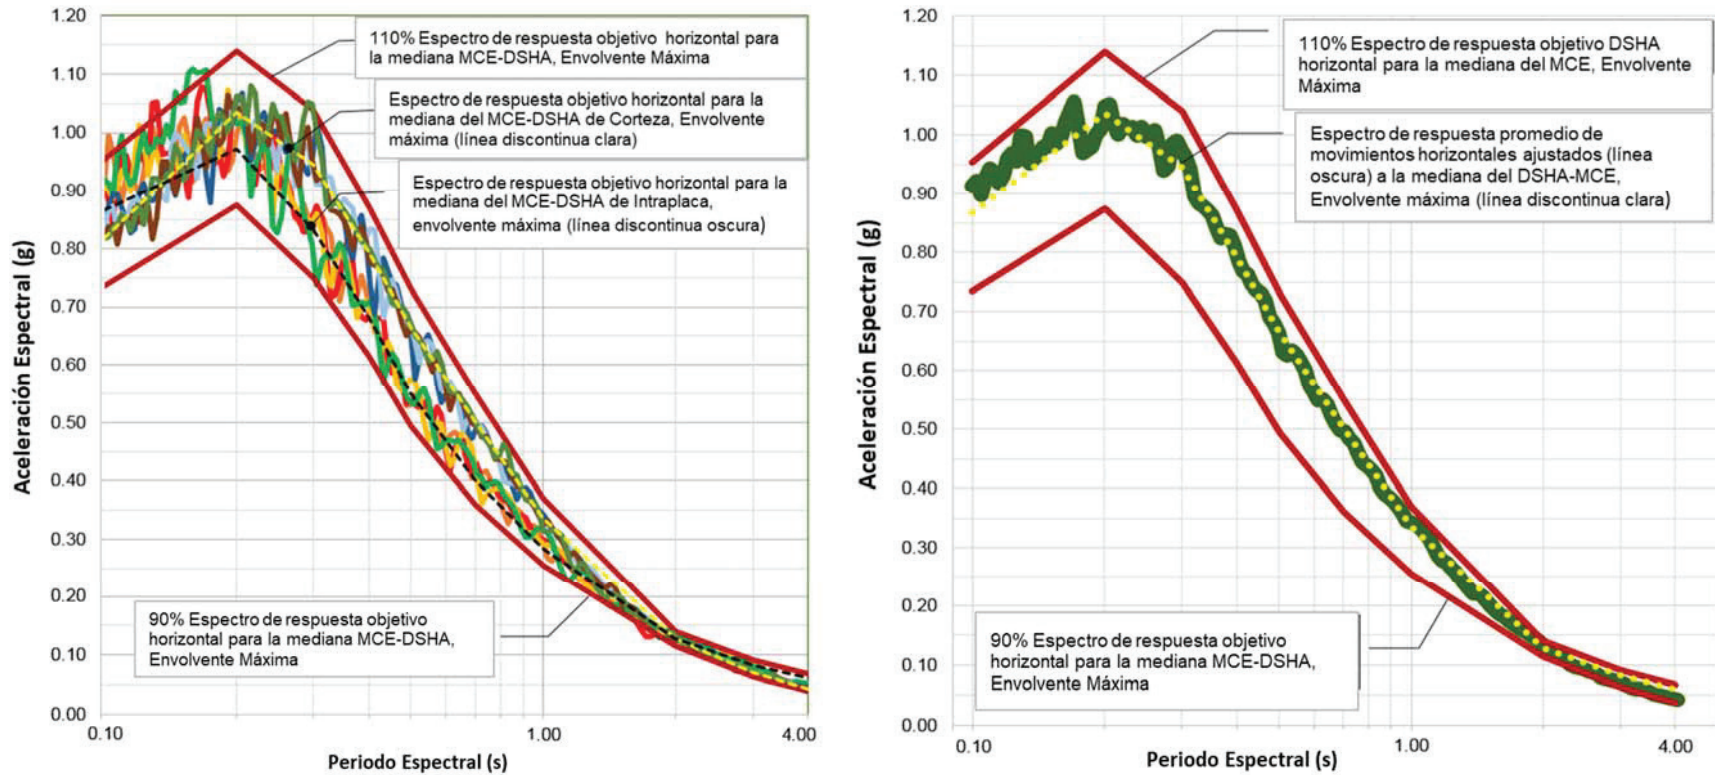 1.20
1.10
1.00
0.90
0.80
0.70
0.60
0.50
0.40
0.30
0.20
0.10
0.00
Aceleración Espectral (g)
110% Espectro de respuesta objetivo horizontal para
la mediana MCE-DSHA, Envolvente Máxima
Espectro de respuesta objetivo horizontal para la
mediana del MCE-DSHA de Corteza, Envolvente
máxima (línea discontinua clara)
Espectro de respuesta objetivo horizontal para la
mediana del MCE-DSHA de Intraplaca,
envolvente máxima (línea discontinua oscura)
90% Espectro de respuesta objetivo
horizontal para la mediana MCE-DSHA,
Envolvente Máxima
0.10
1.00
4.00
Periodo Espectral (s)
1.20
1.10
1.00
0.90
0.80
0.70
0.60
0.50
0.40
0.30
0.20
0.10
0.00
Aceleración Espectral (g)
110% Espectro de respuesta objetivo DSHA
horizontal para la mediana del MCE, Envolvente
Máxima
Espectro de respuesta promedio de
movimientos horizontales ajustados (línea
oscura) a la mediana del DSHA-MCE,
Envolvente máxima (línea discontinua clara)
90% Espectro de respuesta objetivo
horizontal para la mediana MCE-DSHA,
Envolvente Máxima
0.10
1.00
4.00
Periodo Espectral (s)